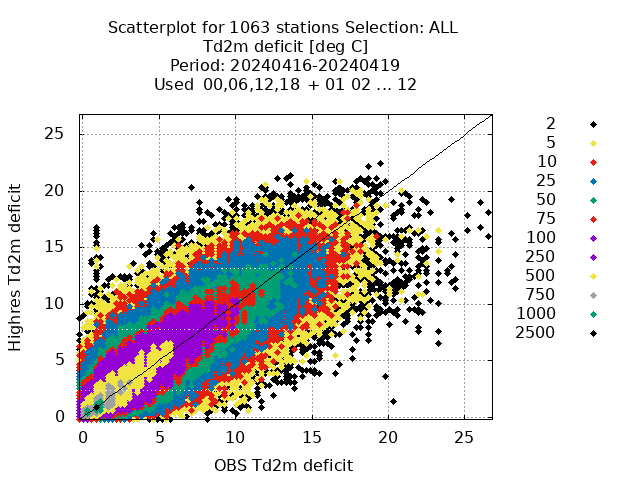 Scatterplot for 1063 stations Selection: ALL
Td2m deficit [deg C]
Period: 20240416-20240419
Used  00,06,12,18  + 01 02 ... 12
25
20
15
10
5
0
Highres Td2m deficit
0 5 10 15 20 25
OBS Td2m deficit
2
5
10
25
50
75
100
250
500
750
1000
2500